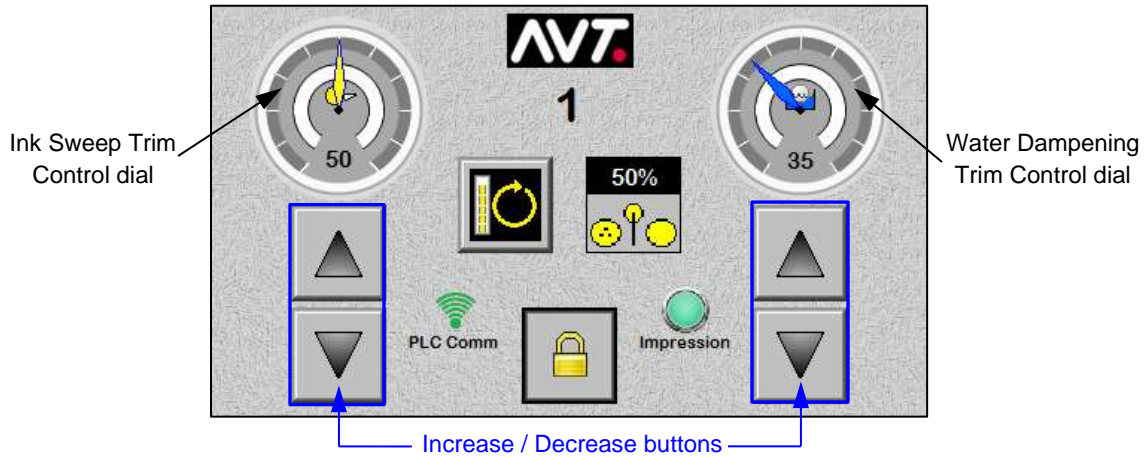 AVT.
1
50
35
Ink Sweep Trim
Control dial
Water Dampening
Trim Control dial
50%
PLC Comm
Impression
Increase / Decrease buttons